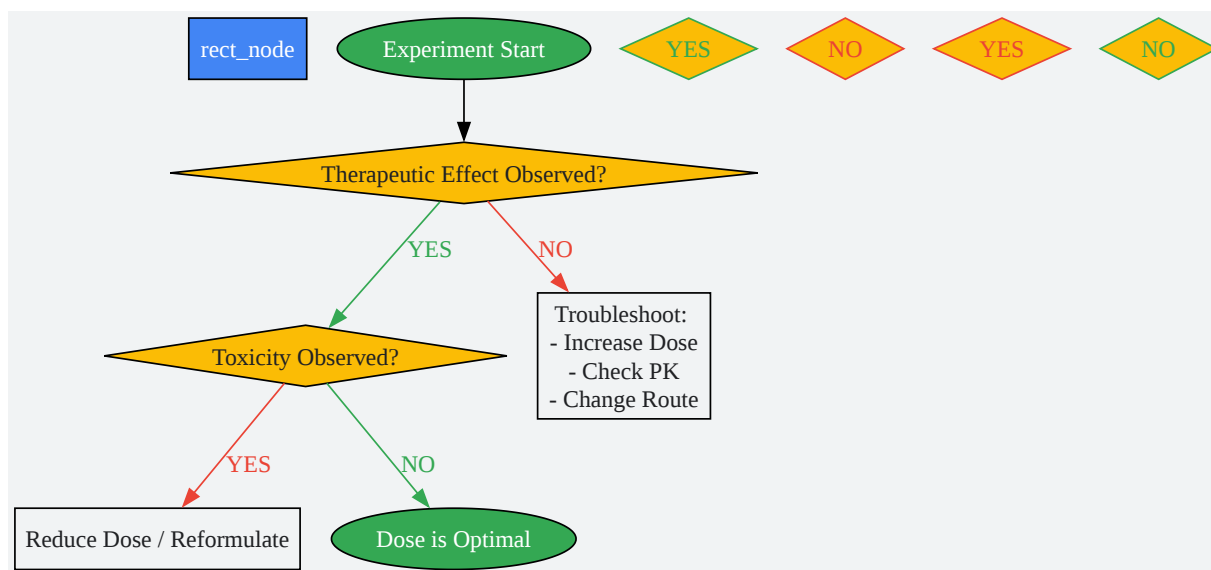 rect_node
Experiment Start
YES
NO
YES
NO
Therapeutic Effect Observed?
YES
NO
Troubleshoot:
- Increase Dose
- Check PK
- Change Route
Toxicity Observed?
YES
NO
Reduce Dose / Reformulate
Dose is Optimal